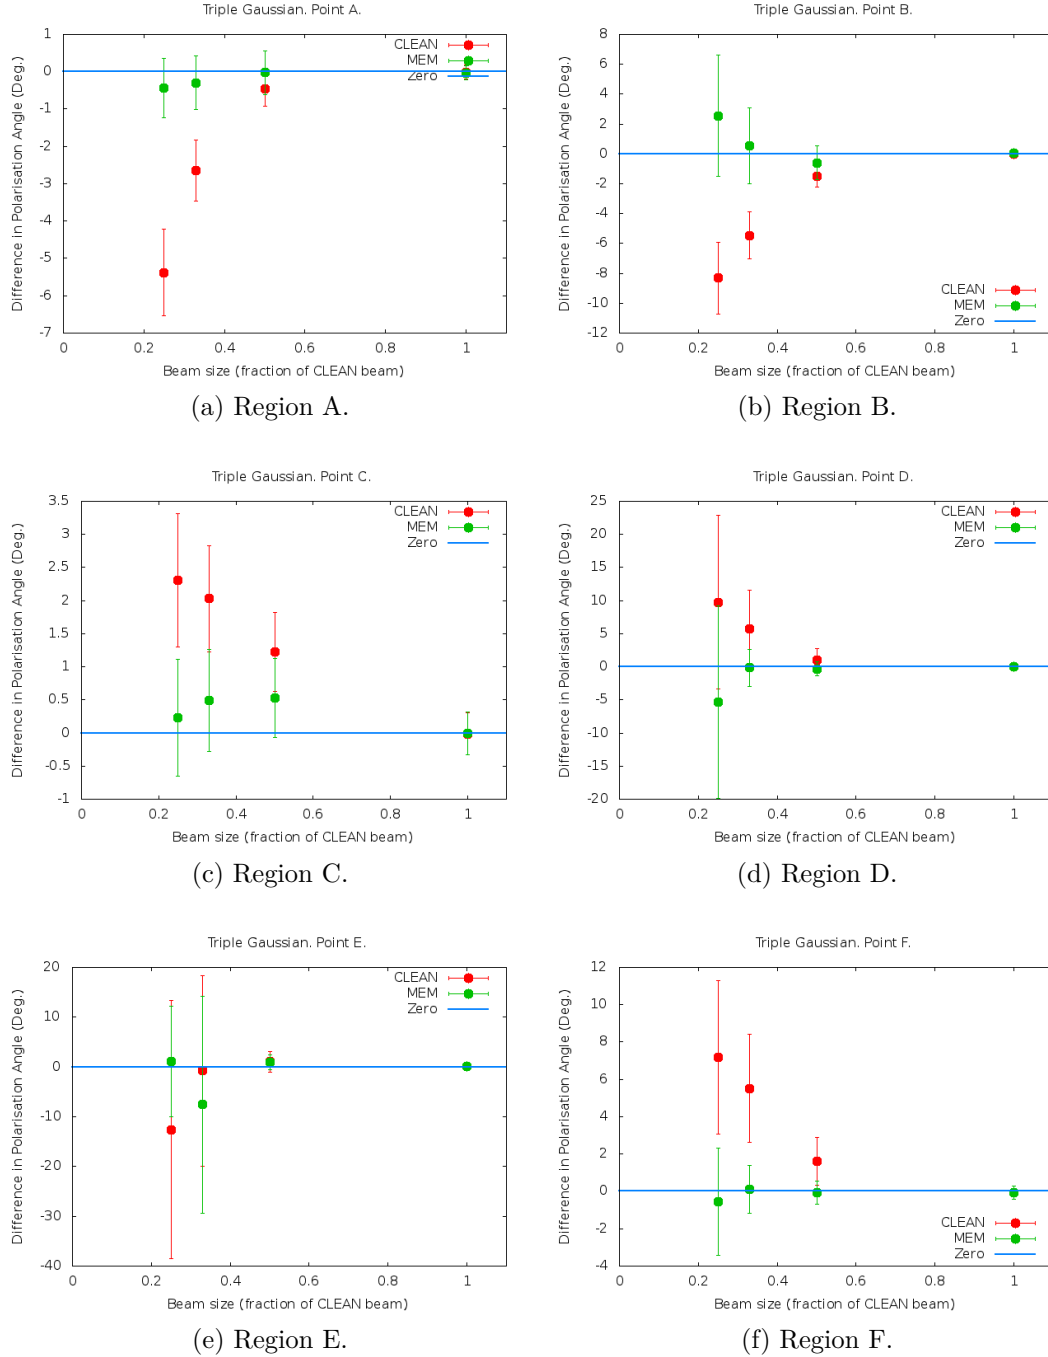 Triple Gaussian. Point A.
Difference in Polarisation Angle (Deg.)
1
0
-1
-2
-3
-4
-5
-6
-7
CLEAN
MEM
Zero
0
0.2
0.4
0.6
0.8
1
Beam size (fraction of CLEAN beam)
(a) Region A.
Triple Gaussian. Point B.
Difference in Polarisation Angle (Deg.)
8
6
4
2
0
-2
-4
-6
-8
-10
-12
CLEAN
MEM
Zero
0
0.2
0.4
0.6
0.8
1
Beam size (fraction of CLEAN beam)
(b) Region B.
Triple Gaussian. Point C.
Difference in Polarisation Angle (Deg.)
3.5
3
2.5
2
1.5
1
0.5
0
-0.5
-1
CLEAN
MEM
Zero
0
0.2
0.4
0.6
0.8
1
Beam size (fraction of CLEAN beam)
(c) Region C.
Triple Gaussian. Point D.
Difference in Polarisation Angle (Deg.)
25
20
15
10
5
0
-5
-10
-15
-20
CLEAN
MEM
Zero
0
0.2
0.4
0.6
0.8
1
Beam size (fraction of CLEAN beam)
(d) Region D.
Triple Gaussian. Point E.
Difference in Polarisation Angle (Deg.)
20
10
0
-10
-20
-30
-40
CLEAN
MEM
Zero
0
0.2
0.4
0.6
0.8
1
Beam size (fraction of CLEAN beam)
(e) Region E.
Triple Gaussian. Point F.
Difference in Polarisation Angle (Deg.)
12
10
8
6
4
2
0
-2
-4
CLEAN
MEM
Zero
0
0.2
0.4
0.6
0.8
1
Beam size (fraction of CLEAN beam)
(f) Region F.